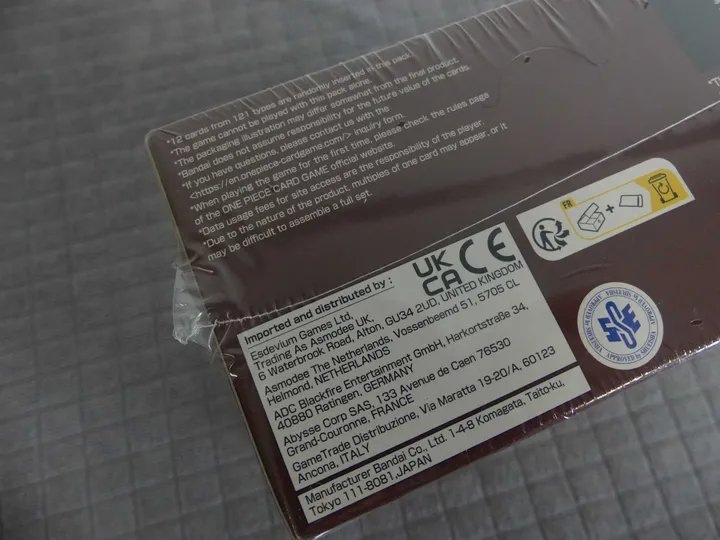 *12 cards from 121 types are randomly inserted in this pack.
*The game cannot be played with this pack alone.
*The packaging illustration may differ somewhat from the final product.
*Bandai does not assume responsibility for the future value of the cards.
*If you have questions, please contact us with the
<https://en.onepiece-cardgame.com/> inquiry form.
*When playing the game for the first time, please check the rules page
of the ONE PIECE CARD GAME official website.
*Data usage fees for site access are the responsibility of the player.
*Due to the nature of the product, multiples of one card may appear, or it
may be difficult to assemble a full set.
FR
UK
CA CE
Imported and distributed by :
Esdevium Games Ltd,
Trading As Asmodee UK,
6 Waterbrook Road, Alton, GU34 2UD, UNITED KINGDOM
Asmodee The Netherlands, Vossenbeemd 51, 5705 CL
Helmond, NETHERLANDS
ADC Blackfire Entertainment GmbH, Harkortstraße 34,
40880 Ratingen, GERMANY
Abysse Corp SAS, 133 Avenue de Caen 76530
Grand-Couronne, FRANCE
GameTrade Distribuzione, Via Maratta 19-20/A, 60123
Ancona, ITALY
Manufacturer Bandai Co., Ltd. 1-4-8 Komagata, Taito-ku,
Tokyo 111-8081, JAPAN